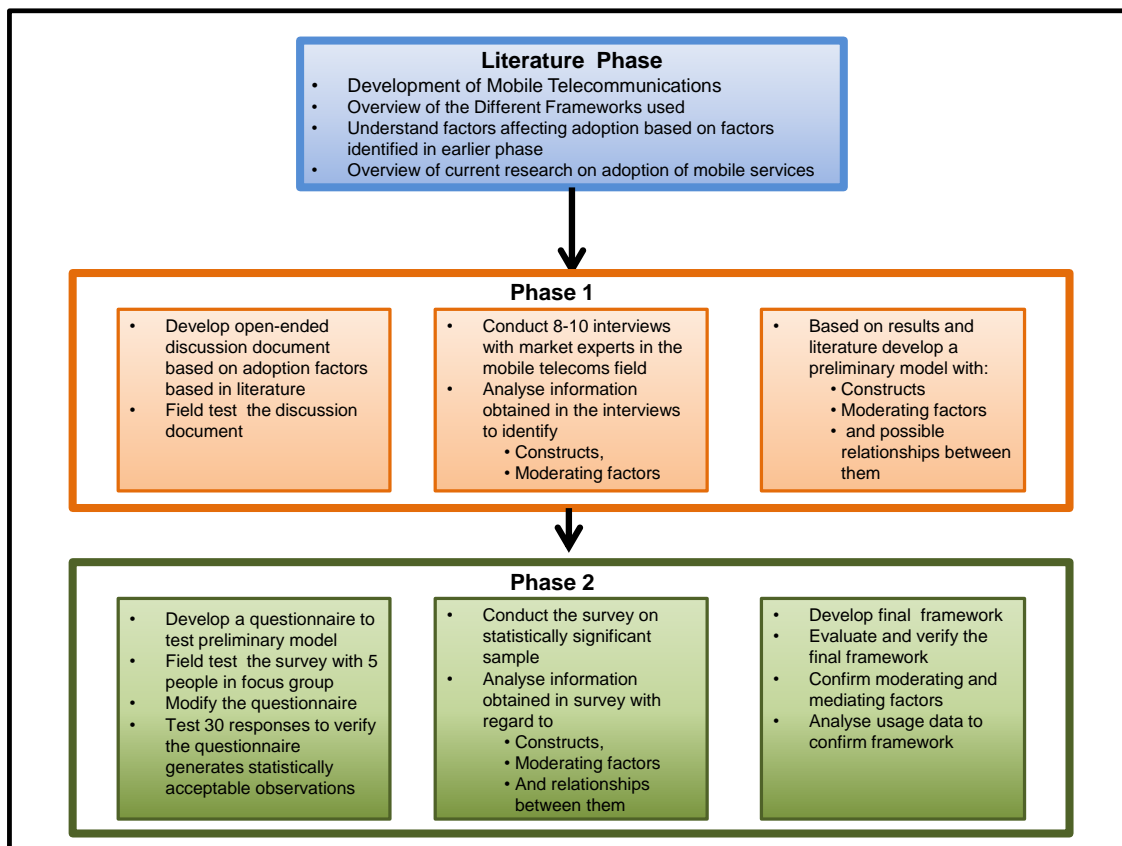 Literature Phase
• Development of Mobile Telecommunications
• Overview of the Different Frameworks used
• Understand factors affecting adoption based on factors
identified in earlier phase
• Overview of current research on adoption of mobile services
Phase 1
• Develop open-ended
discussion document
based on adoption factors
based in literature
• Field test the discussion
document
• Conduct 8-10 interviews
with market experts in the
mobile telecoms field
• Analyse information
obtained in the interviews
to identify
• Constructs,
• Moderating factors
• Based on results and
literature develop a
preliminary model with:
• Constructs
• Moderating factors
• and possible
relationships between
them
Phase 2
• Develop a questionnaire to
test preliminary model
• Field test the survey with 5
people in focus group
• Modify the questionnaire
• Test 30 responses to verify
the questionnaire
generates statistically
acceptable observations
• Conduct the survey on
statistically significant
sample
• Analyse information
obtained in survey with
regard to
• Constructs,
• Moderating factors
• And relationships
between them
• Develop final framework
• Evaluate and verify the
final framework
• Confirm moderating and
mediating factors
• Analyse usage data to
confirm framework